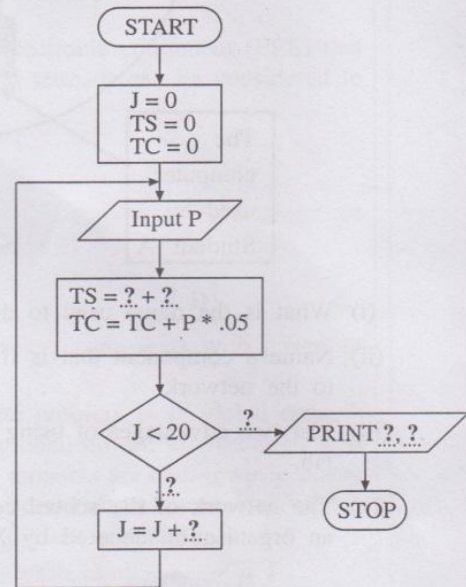 START
J = 0
TS = 0
TC = 0
Input P
TS = ? + ?
TC = TC + P * .05
J < 20
?
PRINT ?, ?
?
STOP
J = J + ?